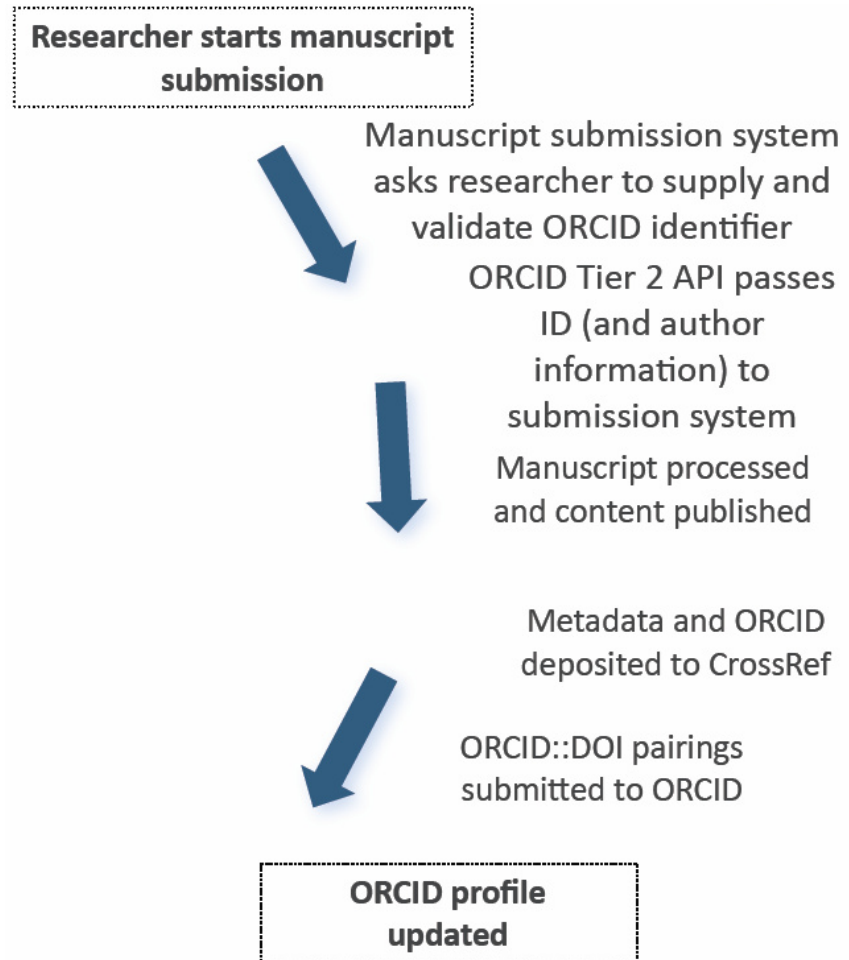 Researcher starts manuscript
submission
Manuscript submission system
asks researcher to supply and
validate ORCID identifier
ORCID Tier 2 API passes
ID (and author
information) to
submission system
Manuscript processed
and content published
Metadata and ORCID
deposited to CrossRef
ORCID::DOI pairings
submitted to ORCID
ORCID profile
updated